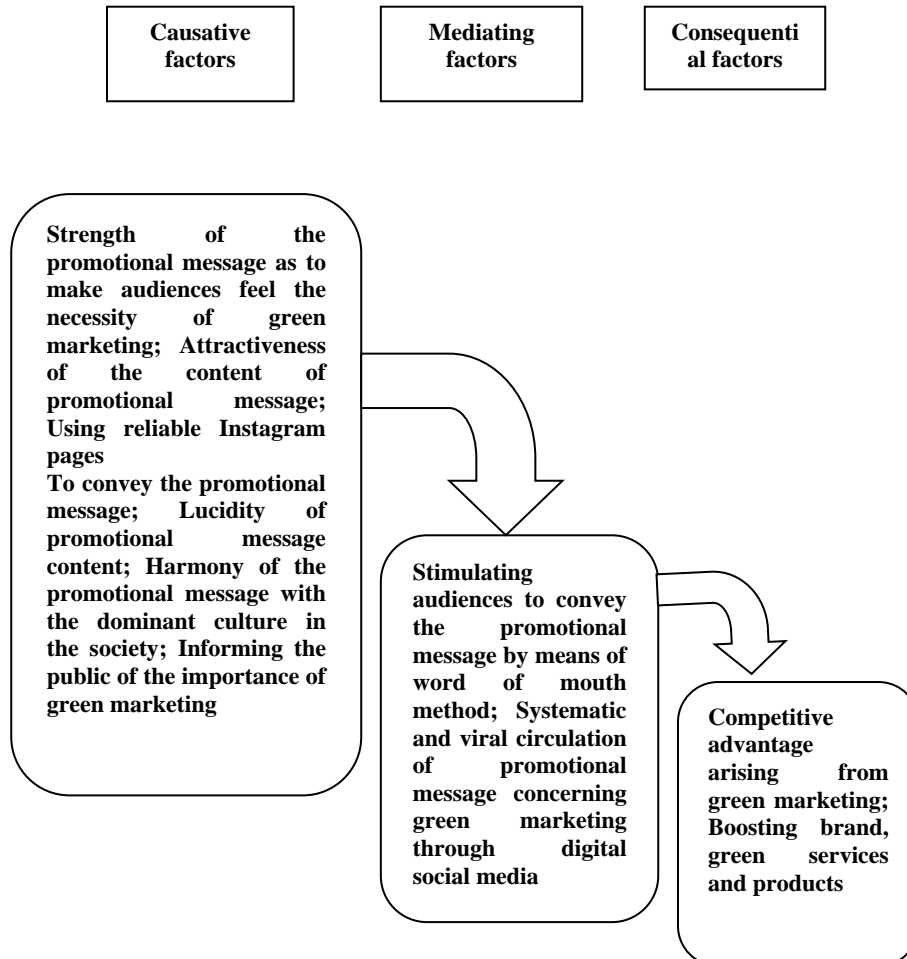 Causative
factors
Mediating
factors
Consequenti
al factors
Strength of the
promotional message as to
make audiences feel the
necessity of green
marketing; Attractiveness
of the content of
promotional message;
Using reliable Instagram
pages
To convey the promotional
message; Lucidity of
promotional message
content; Harmony of the
promotional message with
the dominant culture in
the society; Informing the
public of the importance of
green marketing
Stimulating
audiences to convey
the promotional
message by means of
word of mouth
method; Systematic
and viral circulation
of promotional
message concerning
green marketing
through digital
social media
Competitive
advantage
arising from
green marketing;
Boosting brand,
green services
and products